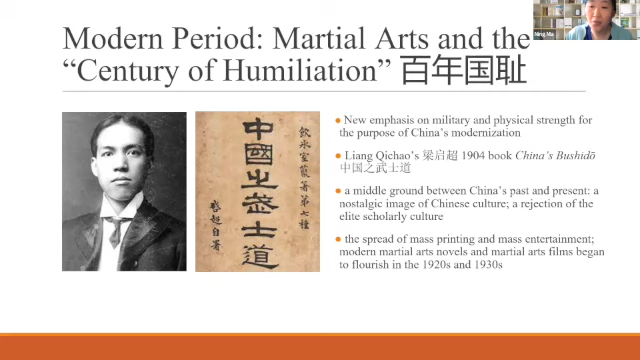 Modern Period: Martial Arts and the
“Century of Humiliation” 百年国耻
Ning Ma
飲冰室叢著第七種
中國之武士道
啓超自署
● New emphasis on military and physical strength for
the purpose of China’s modernization
● Liang Qichao’s 梁启超 1904 book China’s Bushidō
中国之武士道
● a middle ground between China’s past and present: a
nostalgic image of Chinese culture; a rejection of the
elite scholarly culture
● the spread of mass printing and mass entertainment;
modern martial arts novels and martial arts films began
to flourish in the 1920s and 1930s